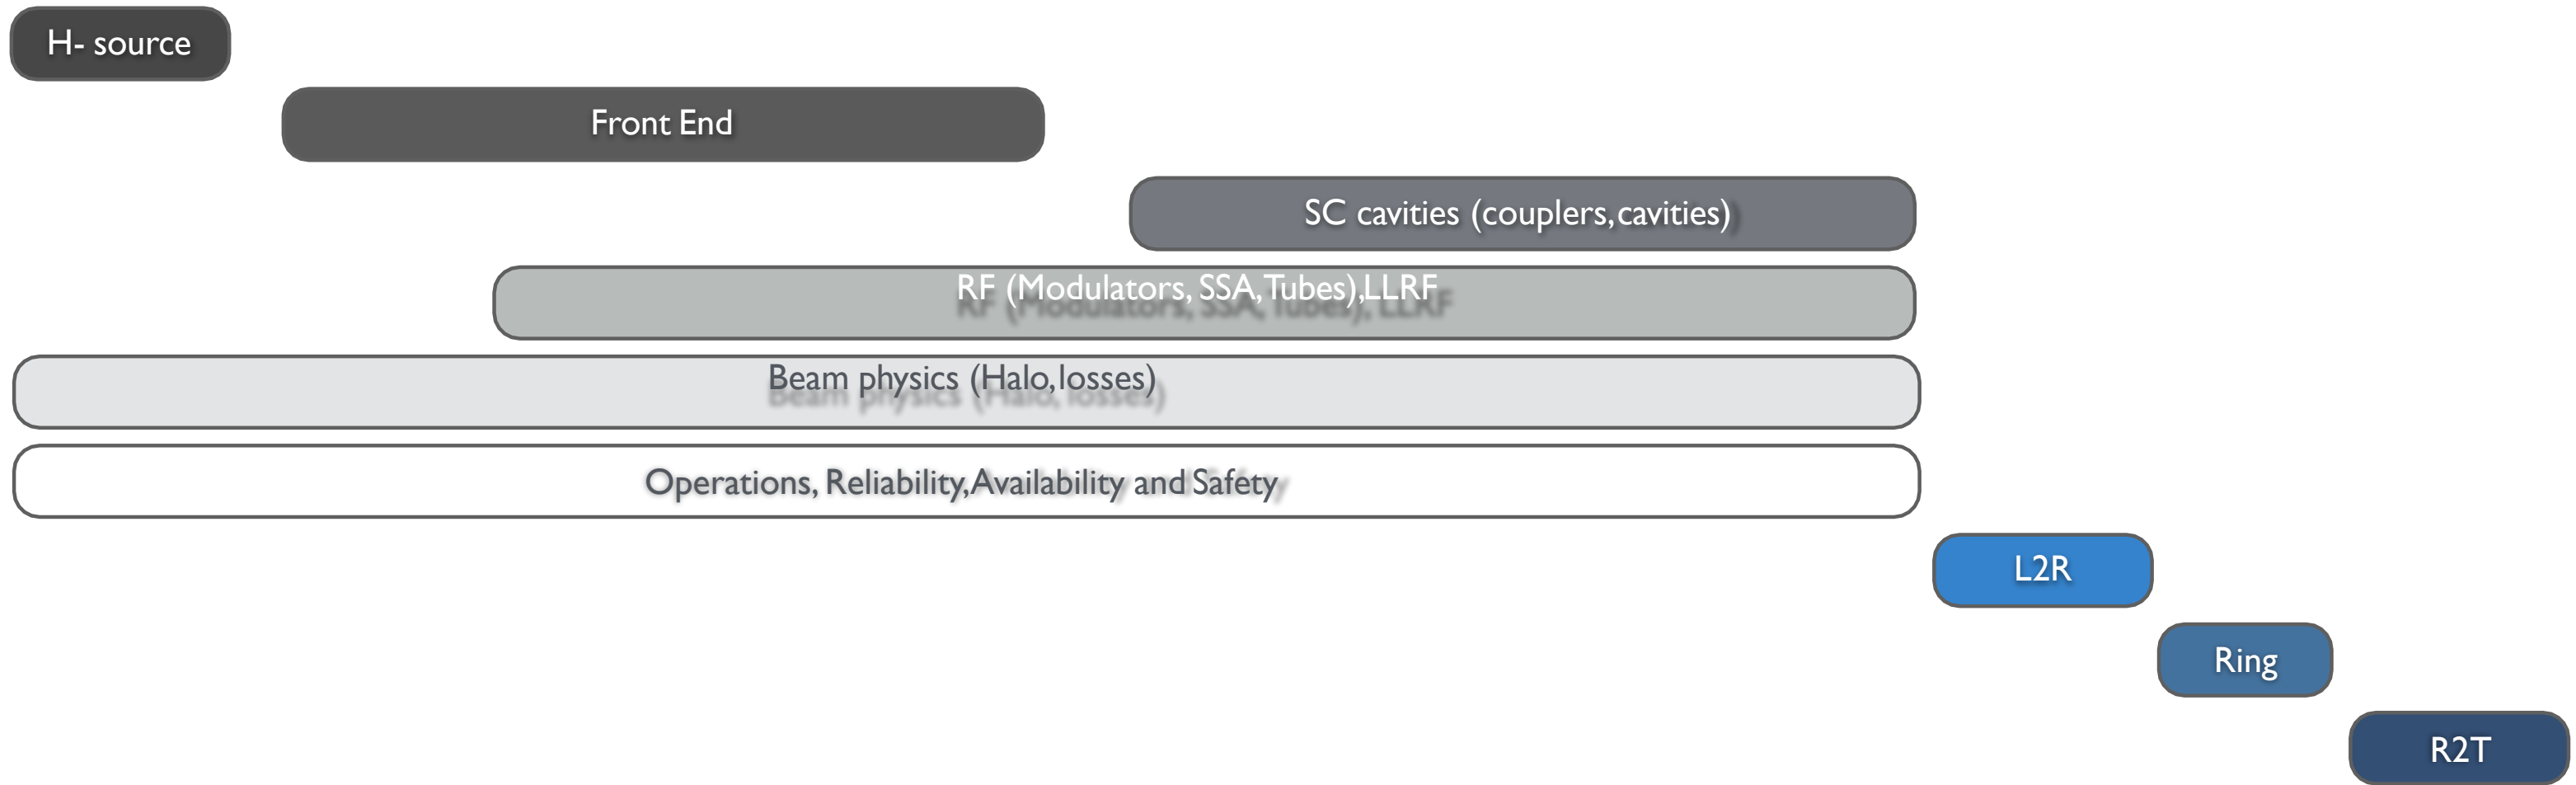 H- source
Front End
SC cavities (couplers, cavities)
RF (Modulators, SSA, Tubes), LLRF
Beam physics (Halo, losses)
Operations, Reliability, Availability and Safety
L2R
Ring
R2T